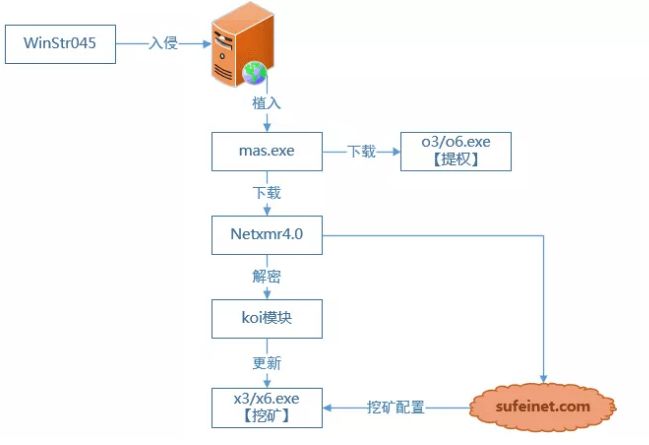 WinStr045
入侵
植入
mas.exe
下载
o3/o6.exe
【提权】
下载
Netxmr4.0
解密
koi模块
更新
x3/x6.exe
【挖矿】
挖矿配置
sufeinet.com